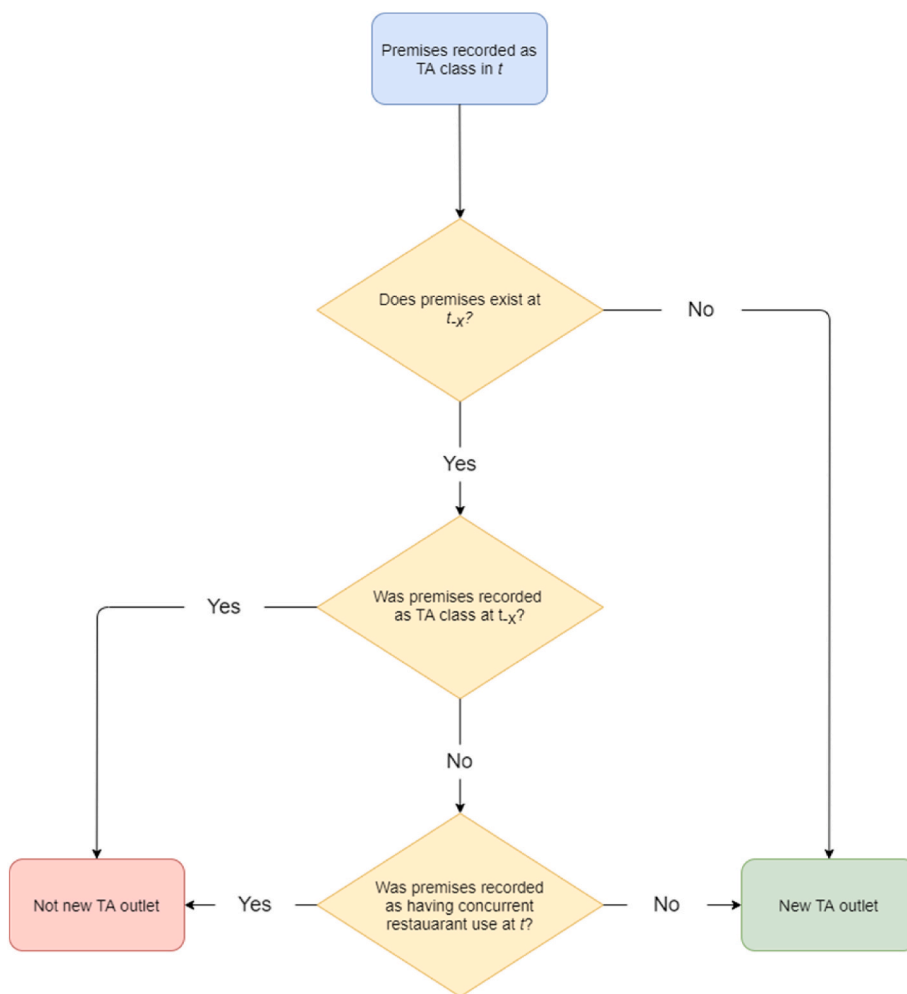 Premises recorded as
TA class in t
Does premises exist at
t-x?
No
Yes
Was premises recorded
as TA class at t-x?
Yes
No
Was premises recorded
as having concurrent
restauarant use at t?
Not new TA outlet
Yes
No
New TA outlet